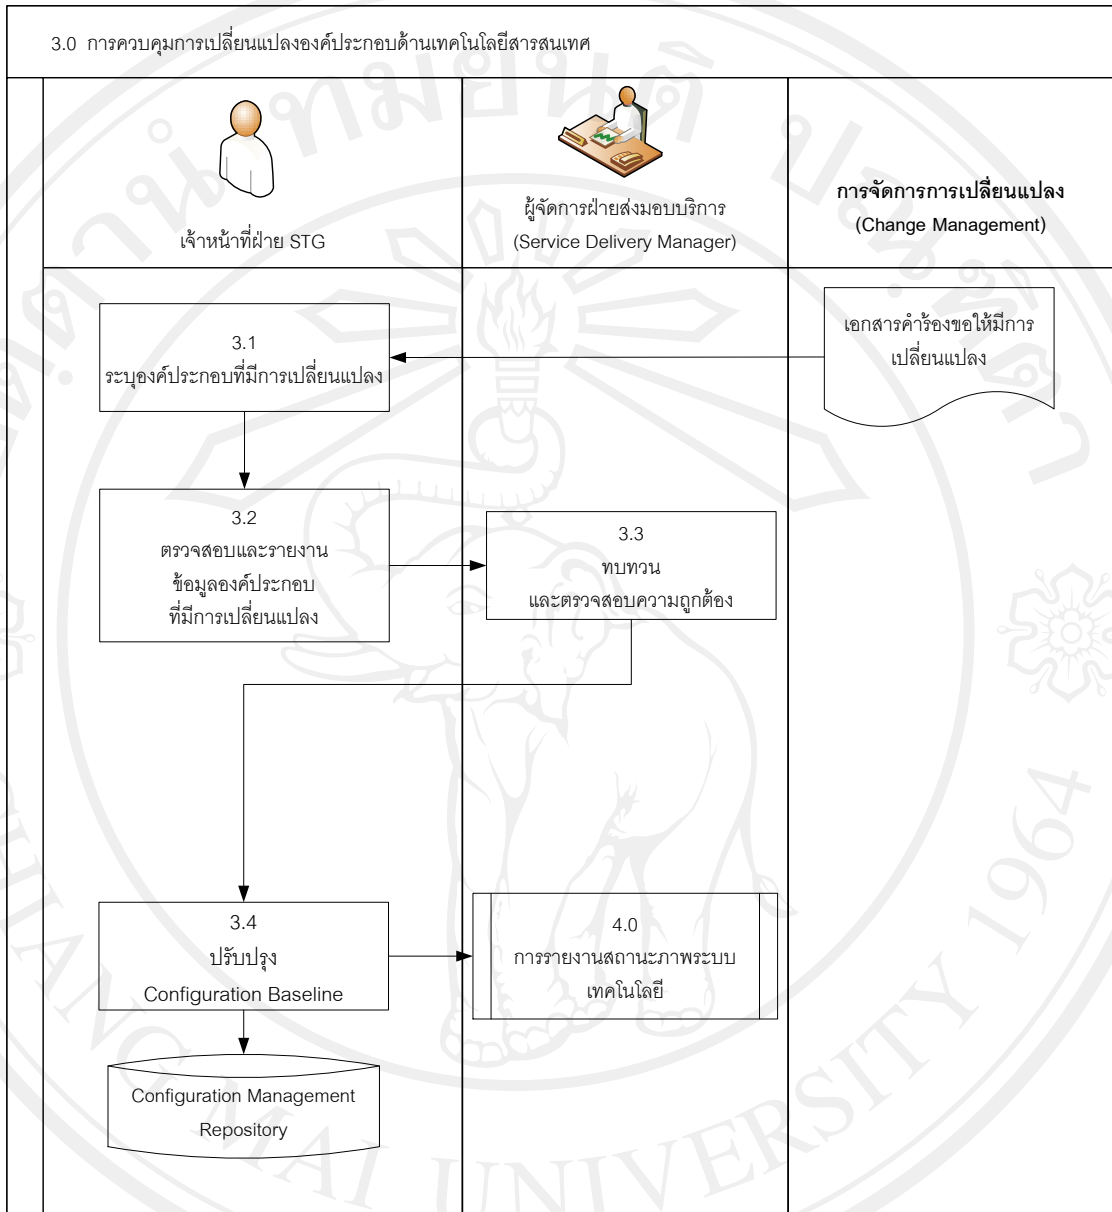 3.0 การควบคุมการเปลี่ยนแปลงองค์ประกอบด้านเทคโนโลยีสารสนเทศ
เจ้าหน้าที่ฝ่าย STG
ผู้จัดการฝ่ายส่งมอบบริการ
(Service Delivery Manager)
การจัดการการเปลี่ยนแปลง
(Change Management)
เอกสารคำร้องขอให้มีการ
เปลี่ยนแปลง
3.1
ระบุองค์ประกอบที่มีการเปลี่ยนแปลง
3.2
ตรวจสอบและรายงาน
ข้อมูลองค์ประกอบ
ที่มีการเปลี่ยนแปลง
3.3
ทบทวน
และตรวจสอบความถูกต้อง
3.4
ปรับปรุง
Configuration Baseline
4.0
การรายงานสถานะภาพระบบ
เทคโนโลยี
Configuration Management
Repository
CHIANG MAI UNIVERSITY 1964